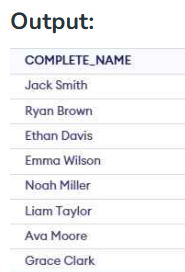 Output:
COMPLETE_NAME
Jack Smith
Ryan Brown
Ethan Davis
Emma Wilson
Noah Miller
Liam Taylor
Ava Moore
Grace Clark